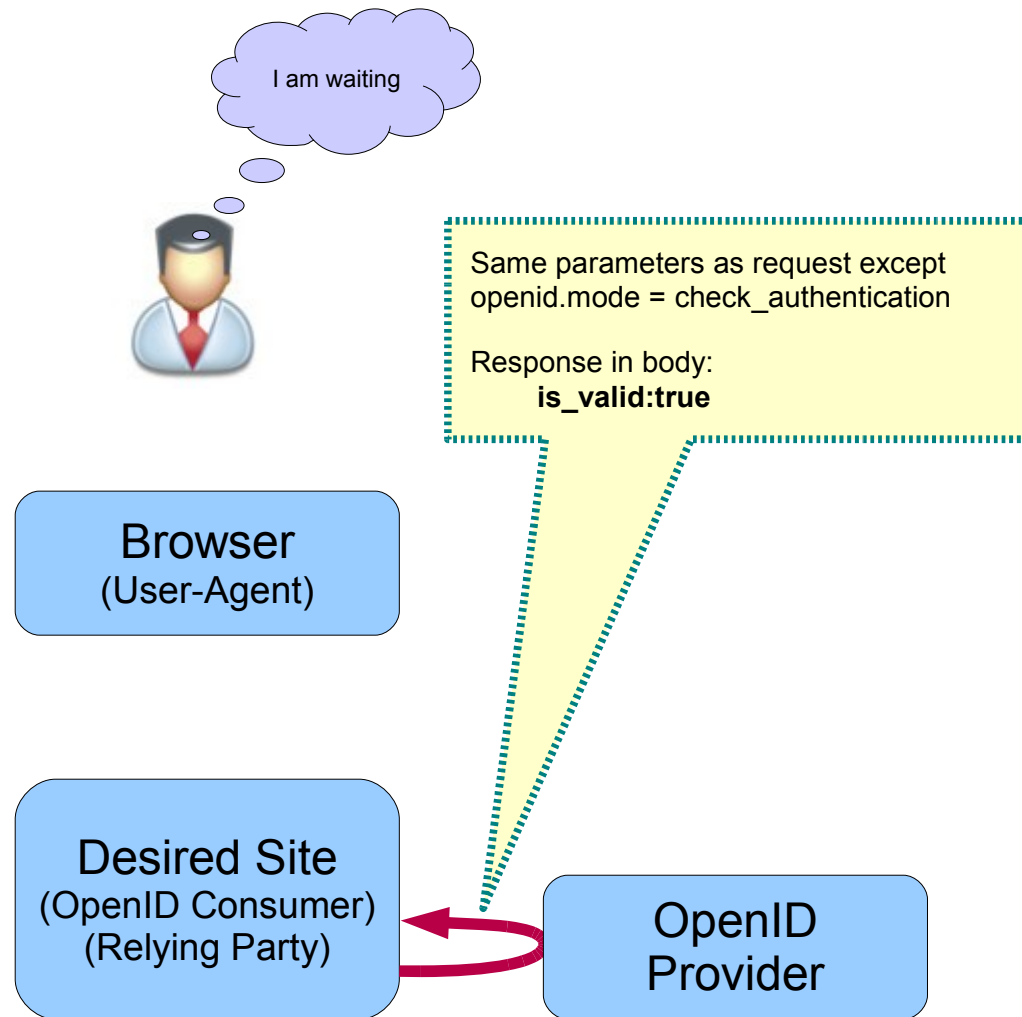 I am waiting
Same parameters as request except
openid.mode = check_authentication
Response in body:
is_valid:true
Browser
(User-Agent)
Desired Site
(OpenID Consumer)
(Relying Party)
OpenID
Provider